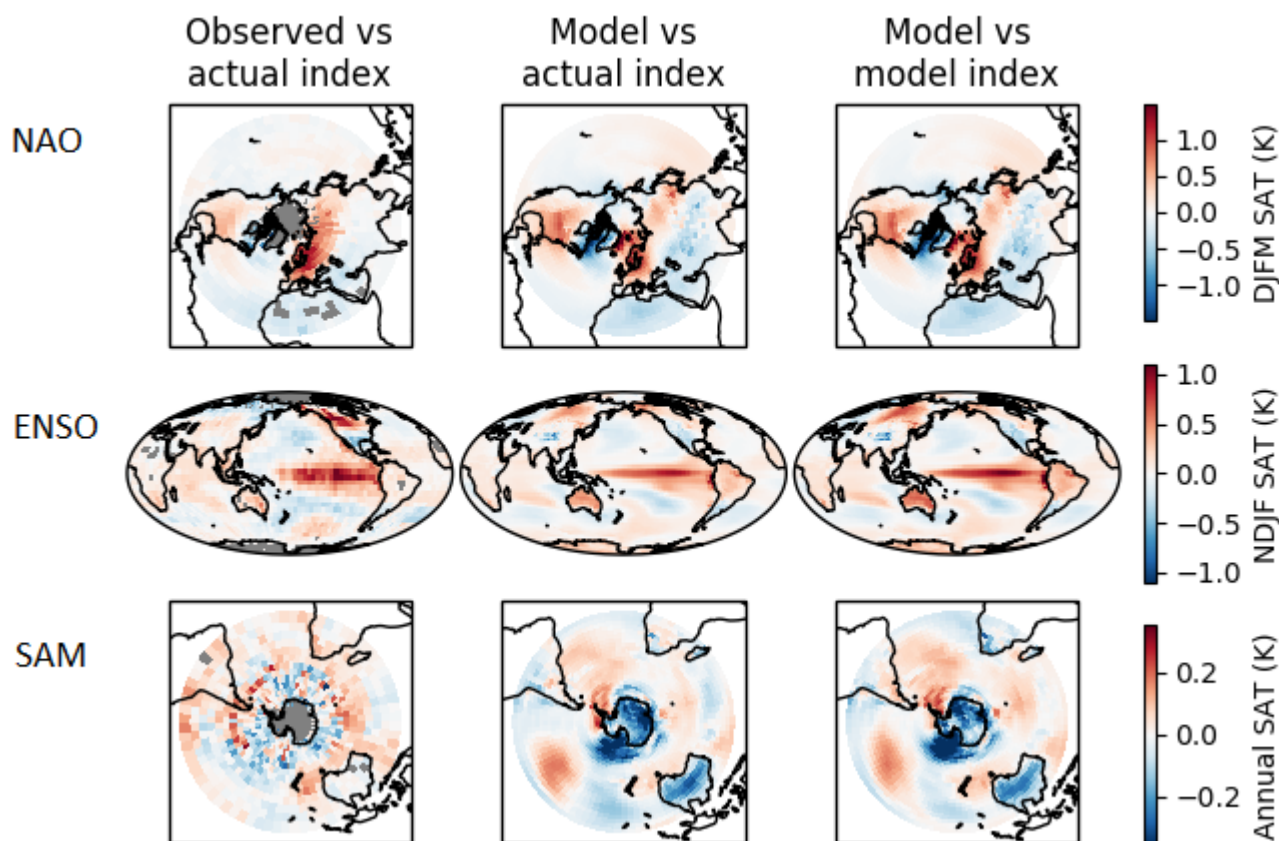 Observed vs
actual index
Model vs
actual index
Model vs
model index
NAO
1.0
0.5
0.0
−0.5
−1.0
DJFM SAT (K)
ENSO
1.0
0.5
0.0
−0.5
−1.0
NDJF SAT (K)
SAM
0.2
0.0
−0.2
Annual SAT (K)